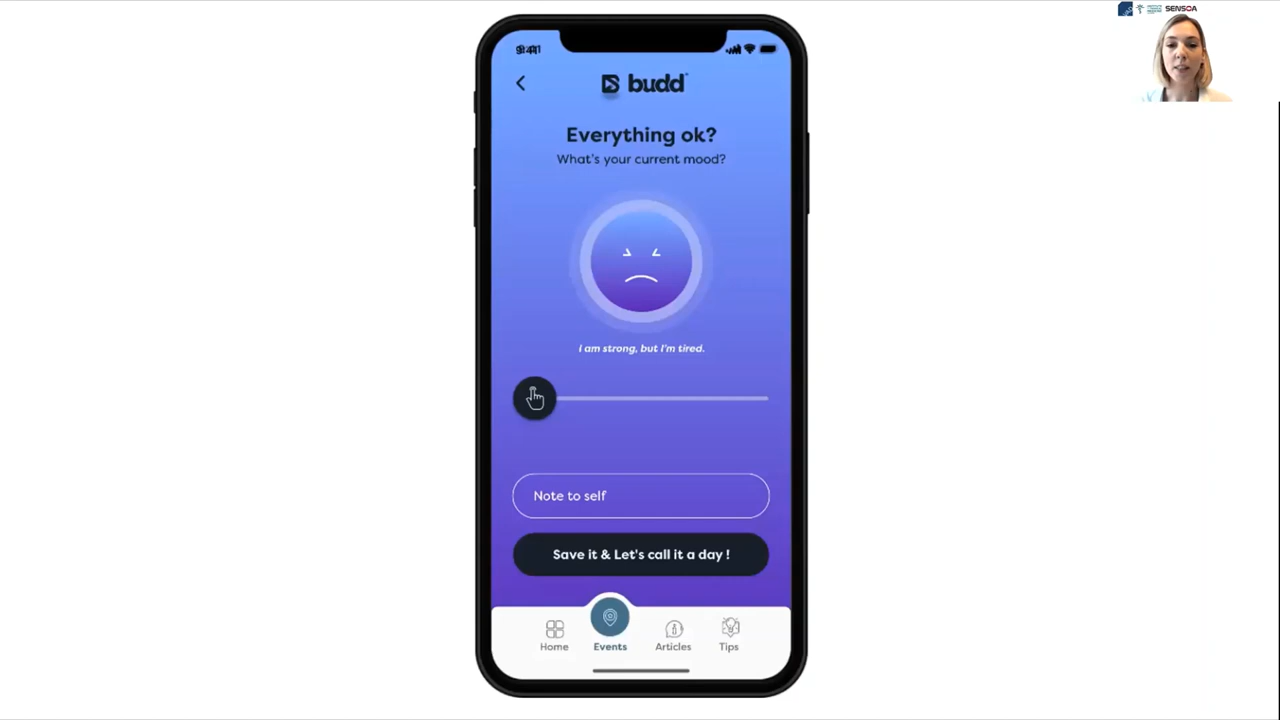 SENSOA
budd
Everything ok?
What's your current mood?
I am strong, but I'm tired.
Note to self
Save it & Let's call it a day !
Home
Events
Articles
Tips